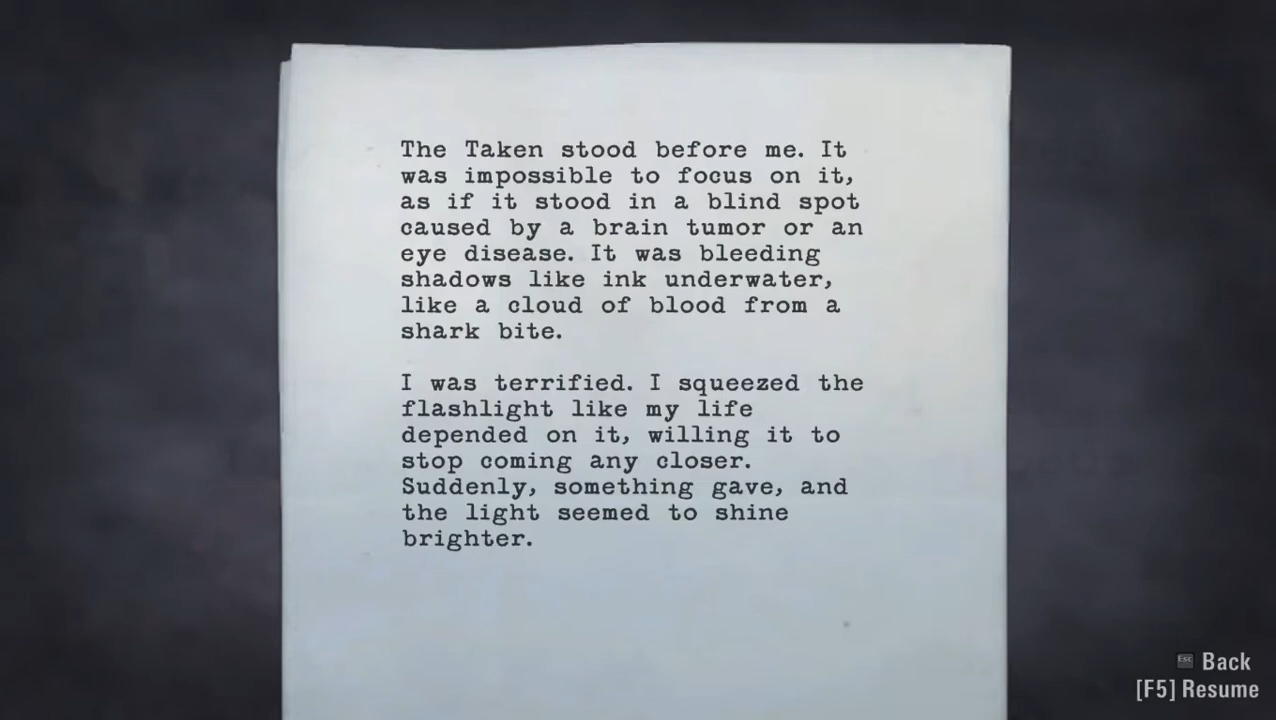 The Taken stood before me. It
was impossible to focus on it,
as if it stood in a blind spot
caused by a brain tumor or an
eye disease. It was bleeding
shadows like ink underwater,
like a cloud of blood from a
shark bite.
I was terrified. I squeezed the
flashlight like my life
depended on it, willing it to
stop coming any closer.
Suddenly, something gave, and
the light seemed to shine
brighter.
Esc Back
[F5] Resume